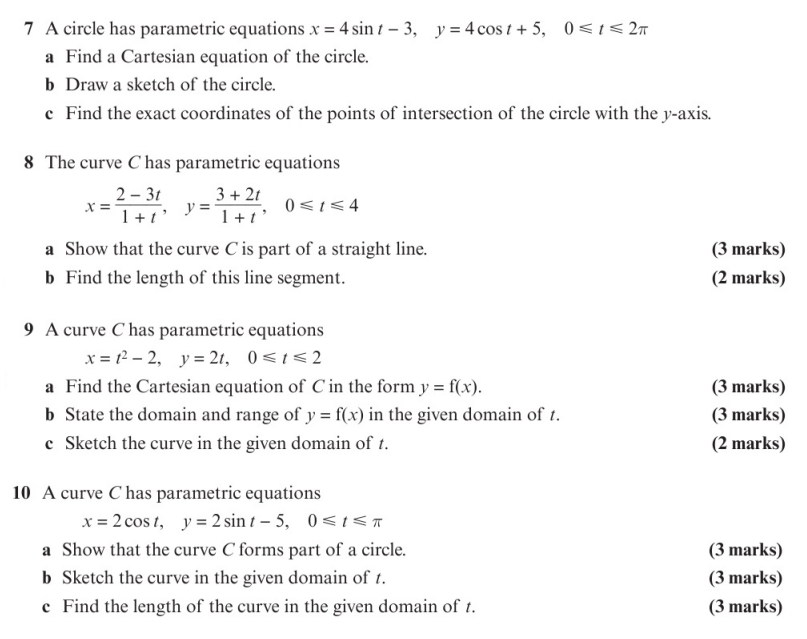 7 A circle has parametric equations x = 4 sin t − 3, y = 4 cos t + 5, 0 ⩽ t ⩽ 2π
a Find a Cartesian equation of the circle.
b Draw a sketch of the circle.
c Find the exact coordinates of the points of intersection of the circle with the y-axis.
8 The curve C has parametric equations
x = (2 − 3t)/(1 + t), y = (3 + 2t)/(1 + t), 0 ⩽ t ⩽ 4
a Show that the curve C is part of a straight line. (3 marks)
b Find the length of this line segment. (2 marks)
9 A curve C has parametric equations
x = t² − 2, y = 2t, 0 ⩽ t ⩽ 2
a Find the Cartesian equation of C in the form y = f(x). (3 marks)
b State the domain and range of y = f(x) in the given domain of t. (3 marks)
c Sketch the curve in the given domain of t. (2 marks)
10 A curve C has parametric equations
x = 2 cos t, y = 2 sin t − 5, 0 ⩽ t ⩽ π
a Show that the curve C forms part of a circle. (3 marks)
b Sketch the curve in the given domain of t. (3 marks)
c Find the length of the curve in the given domain of t. (3 marks)